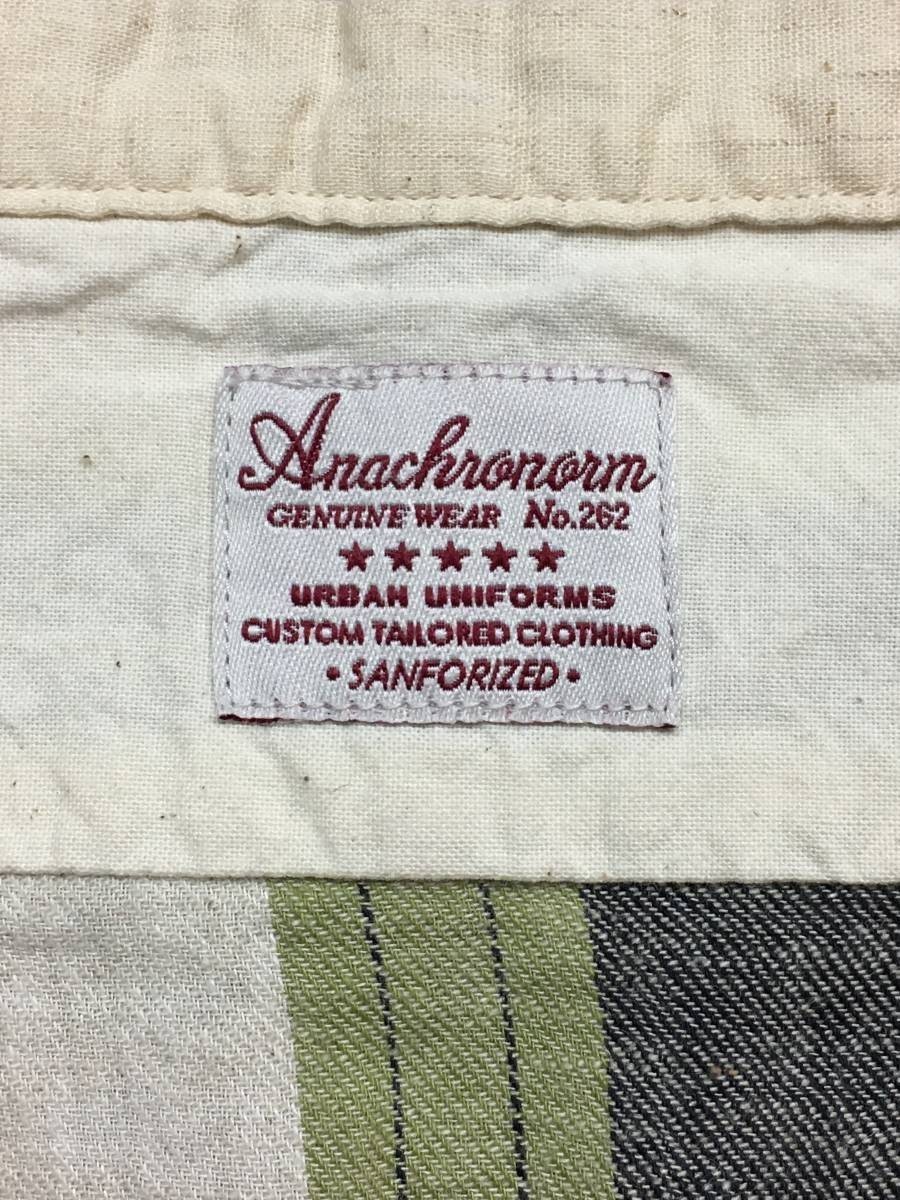 Anachronorm
GENUINE WEAR No.262
★★★★★
URBAN UNIFORMS
CUSTOM TAILORED CLOTHING
•SANFORIZED•